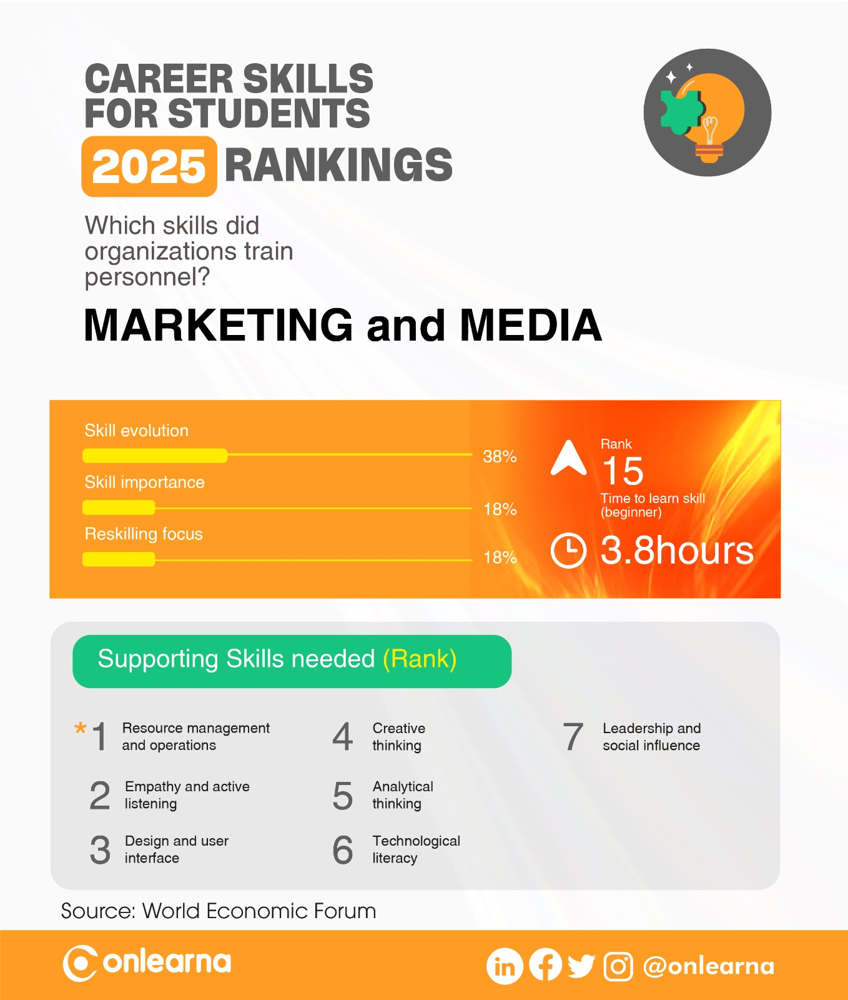 CAREER SKILLS
FOR STUDENTS
2025 RANKINGS
Which skills did
organizations train
personnel?
MARKETING and MEDIA
Skill evolution
38%
Skill importance
18%
Reskilling focus
18%
Rank
15
Time to learn skill
(beginner)
3.8hours
Supporting Skills needed (Rank)
*1 Resource management
and operations
2 Empathy and active
listening
3 Design and user
interface
4 Creative
thinking
5 Analytical
thinking
6 Technological
literacy
7 Leadership and
social influence
Source: World Economic Forum
onlearna
in
@onlearna